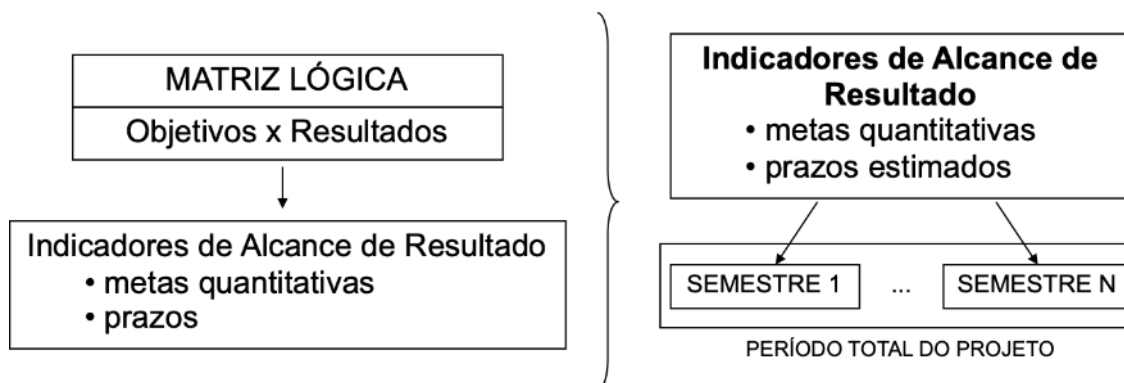 MATRIZ LÓGICA
Objetivos x Resultados
Indicadores de Alcance de Resultado
• metas quantitativas
• prazos
Indicadores de Alcance de
Resultado
• metas quantitativas
• prazos estimados
SEMESTRE 1
...
SEMESTRE N
PERÍODO TOTAL DO PROJETO